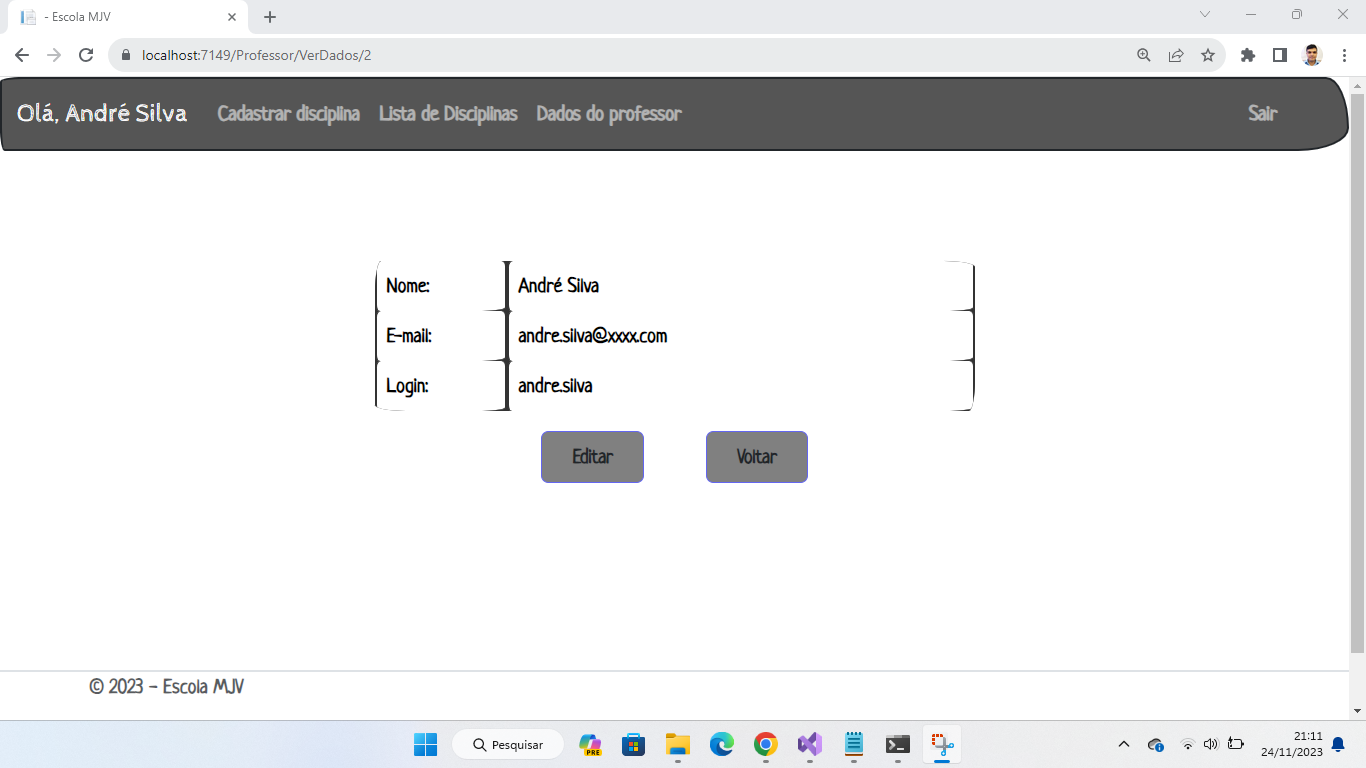 - Escola MJV
localhost:7149/Professor/VerDados/2
Olá, André Silva Cadastrar disciplina Lista de Disciplinas Dados do professor Sair
Nome: André Silva
E-mail: andre.silva@xxxx.com
Login: andre.silva
Editar Voltar
© 2023 - Escola MJV
Pesquisar
PRE
21:11
24/11/2023